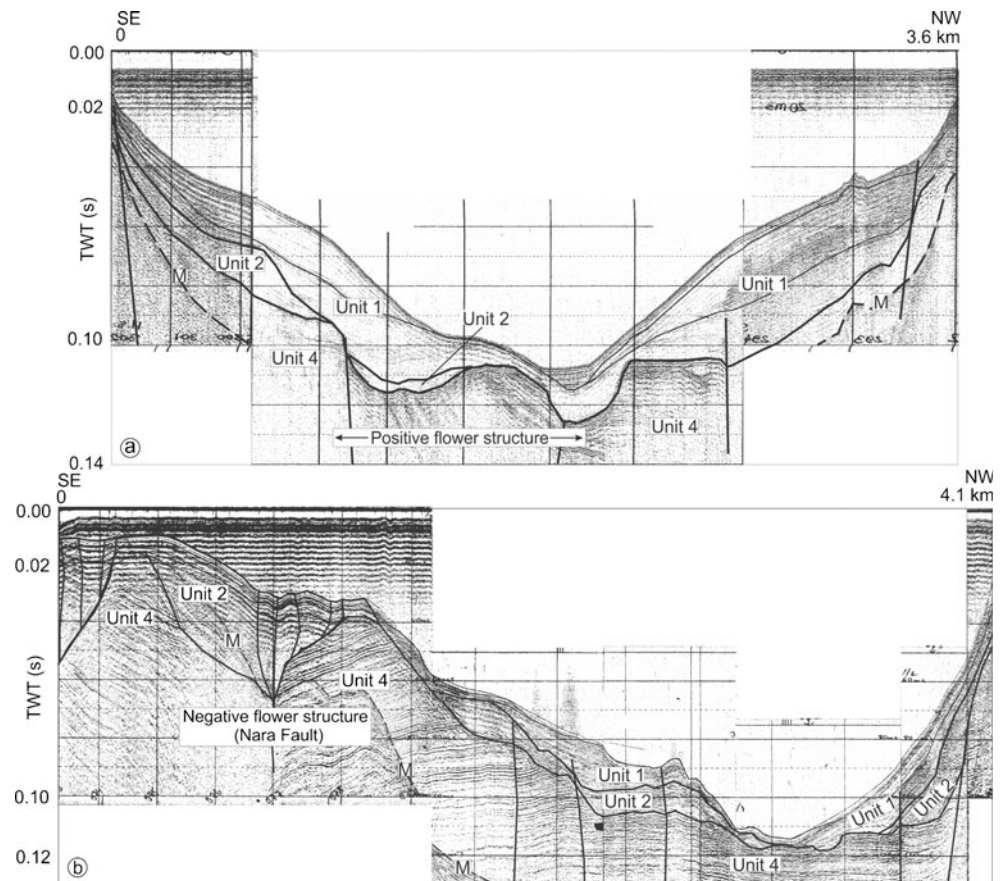 SE
0
NW
3.6 km
0.00
0.02
TWT (s)
0.10
0.14
20ms
Unit 2
M
Unit 1
Unit 2
Unit 4
Unit 1
M
Unit 4
Positive flower structure
a
SE
0
NW
4.1 km
0.00
0.02
TWT (s)
0.10
0.12
Unit 2
Unit 4
M
Unit 4
Negative flower structure
(Nara Fault)
M
Unit 1
Unit 2
Unit 1
Unit 2
Unit 4
M
b